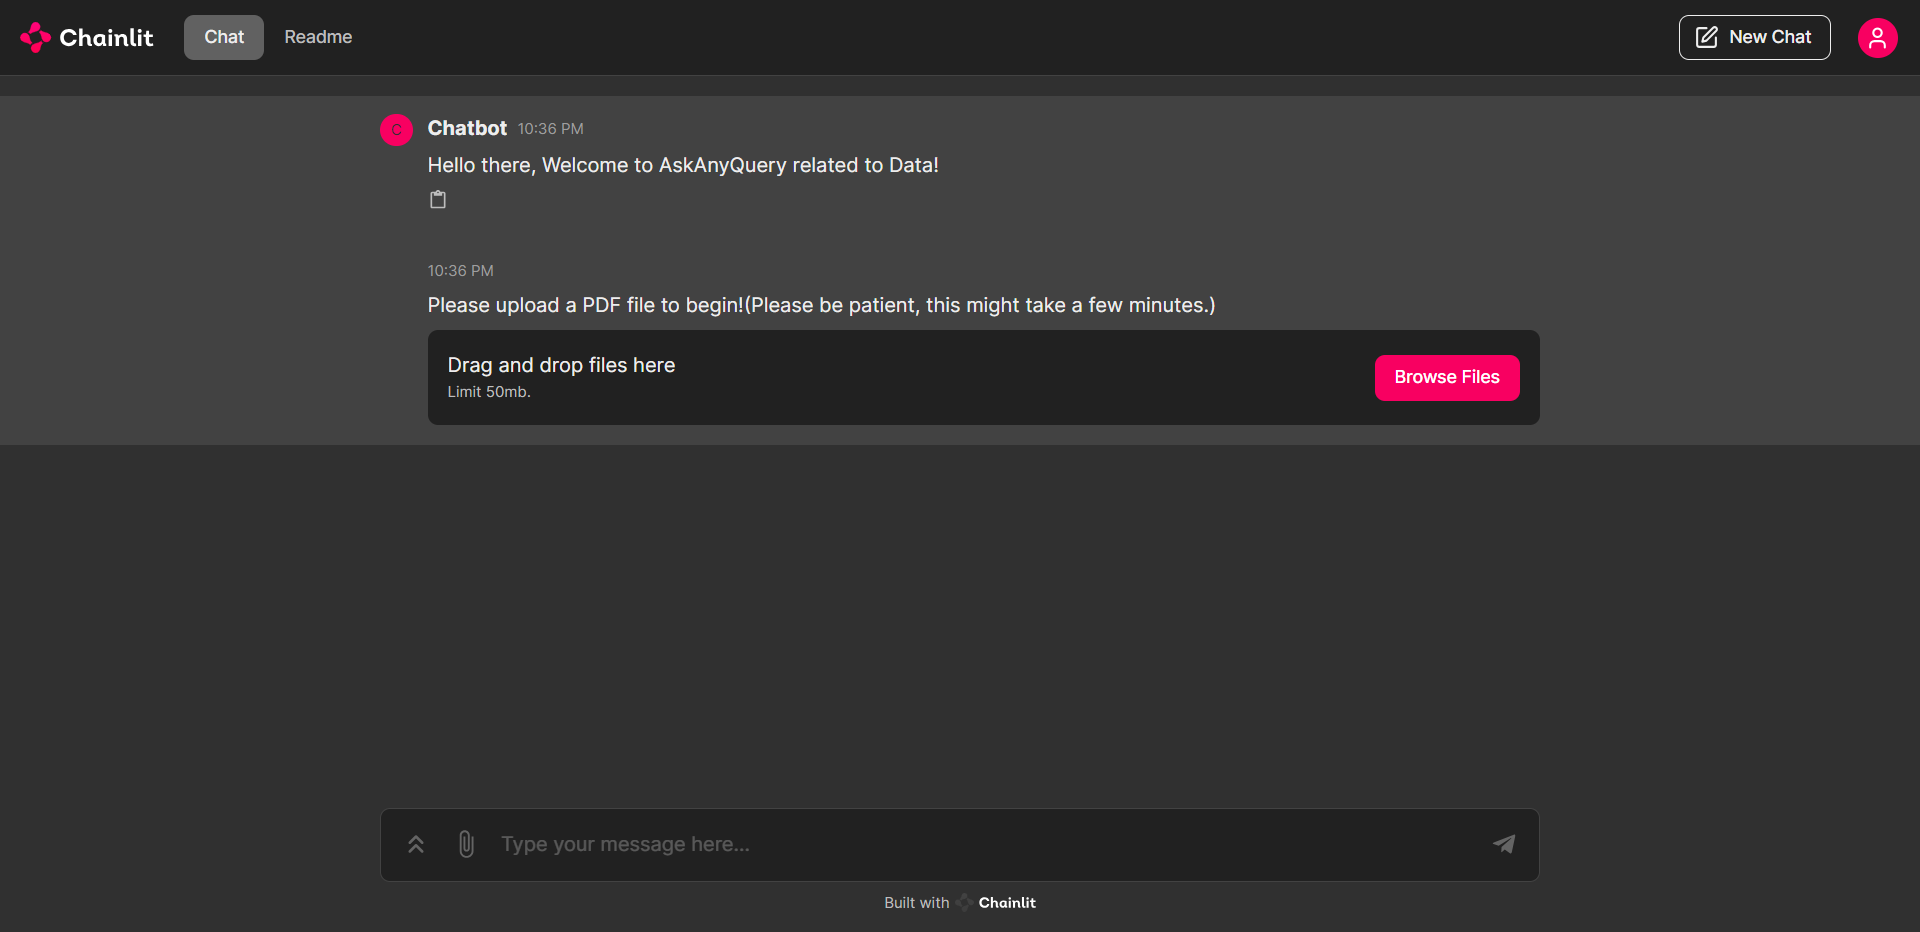 Chainlit
Chat
Readme
New Chat
C
Chatbot 10:36 PM
Hello there, Welcome to AskAnyQuery related to Data!
10:36 PM
Please upload a PDF file to begin!(Please be patient, this might take a few minutes.)
Drag and drop files here
Limit 50mb.
Browse Files
Type your message here...
Built with Chainlit